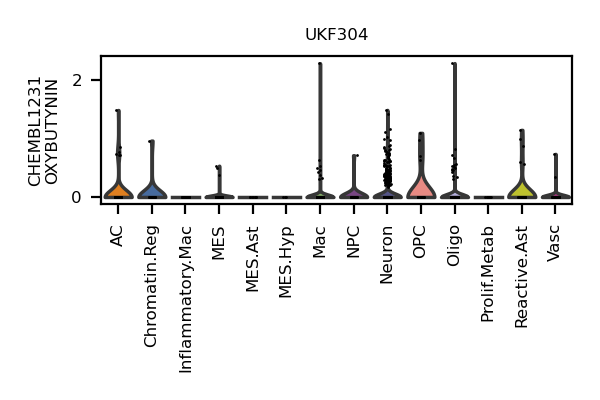 UKF304
CHEMBL1231
OXYBUTYNIN
2
0
AC
Chromatin.Reg
Inflammatory.Mac
MES
MES.Ast
MES.Hyp
Mac
NPC
Neuron
OPC
Oligo
Prolif.Metab
Reactive.Ast
Vasc